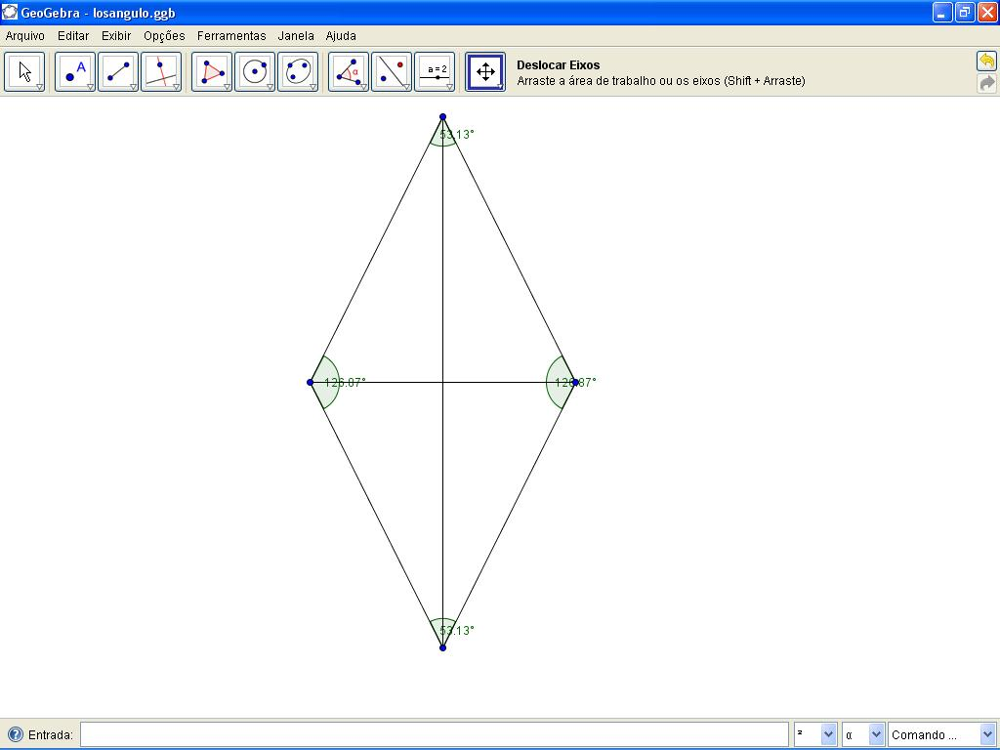 GeoGebra - losangulo.ggb
Arquivo Editar Exibir Opções Ferramentas Janela Ajuda
A α a = 2
Deslocar Eixos
Arraste a área de trabalho ou os eixos (Shift + Arraste)
53.13°
126.87° 126.87°
53.13°
Entrada: ² α Comando ...